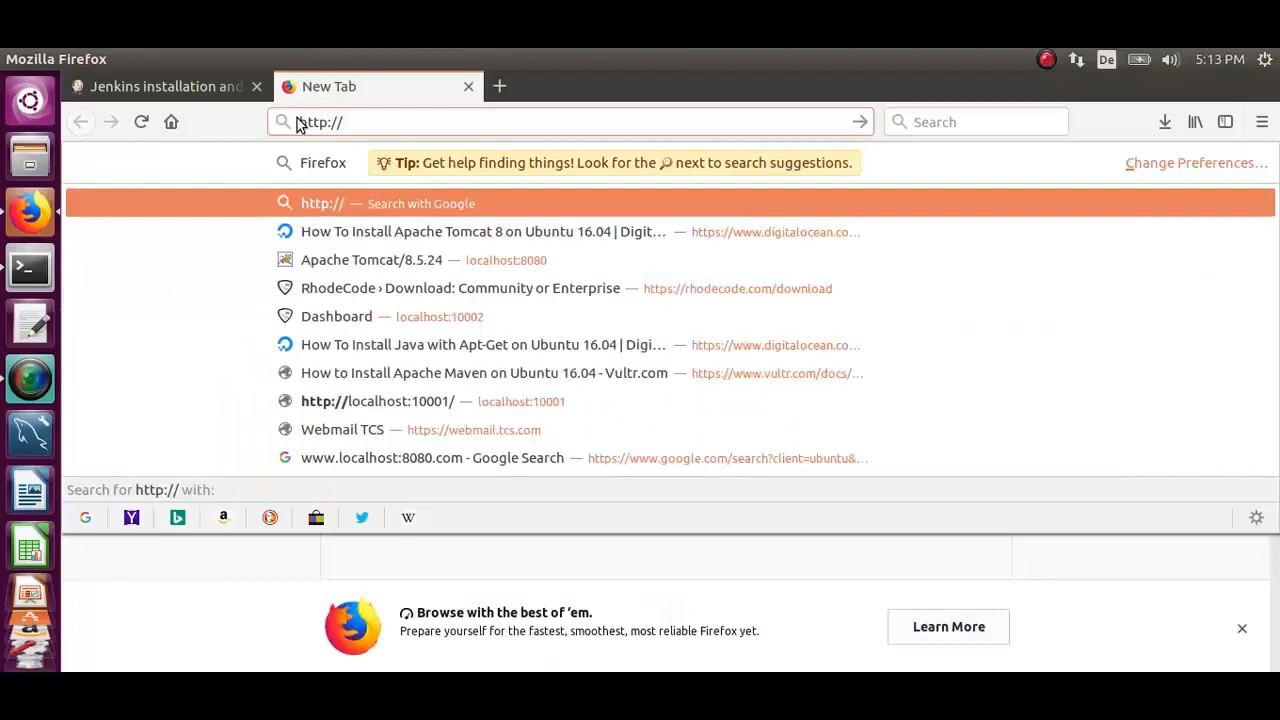 Mozilla Firefox
De
5:13 PM
Jenkins installation and
New Tab
http://
Search
Firefox
Tip: Get help finding things! Look for the next to search suggestions.
Change Preferences…
http:// — Search with Google
How To Install Apache Tomcat 8 on Ubuntu 16.04 | Digit… — https://www.digitalocean.co…
Apache Tomcat/8.5.24 — localhost:8080
RhodeCode › Download: Community or Enterprise — https://rhodecode.com/download
Dashboard — localhost:10002
How To Install Java with Apt-Get on Ubuntu 16.04 | Digi… — https://www.digitalocean.co…
How to Install Apache Maven on Ubuntu 16.04 - Vultr.com — https://www.vultr.com/docs/…
http://localhost:10001/ — localhost:10001
Webmail TCS — https://webmail.tcs.com
www.localhost:8080.com - Google Search — https://www.google.com/search?client=ubuntu&…
Search for http:// with:
Browse with the best of ‘em.
Prepare yourself for the fastest, smoothest, most reliable Firefox yet.
Learn More